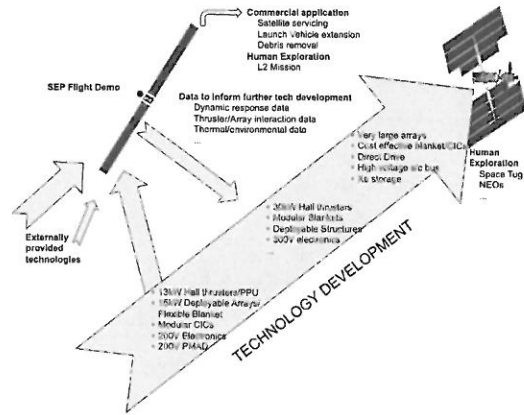 Commercial application
Satellite servicing
Launch Vehicle extension
Debris removal
Human Exploration
L2 Mission
SEP Flight Demo
Data to inform further tech development
Dynamic response data
Thruster/Array interaction data
Thermal/environmental data
• Very large arrays
• Cost effective Market/CICs
• Direct Drive
• High voltage s/c bus
• Xe storage
Human
Exploration
Space Tug
NEOs
• 30kW Hall thrusters
• Modular Blankets
• Deployable Structures
• 300V electronics
Externally
provided
technologies
• 13kW Hall thrusters/PPU
• 15kW Deployable Arrays/
Flexible Blanket
• Modular CICs
• 200V Electronics
• 200V PMAD
TECHNOLOGY DEVELOPMENT